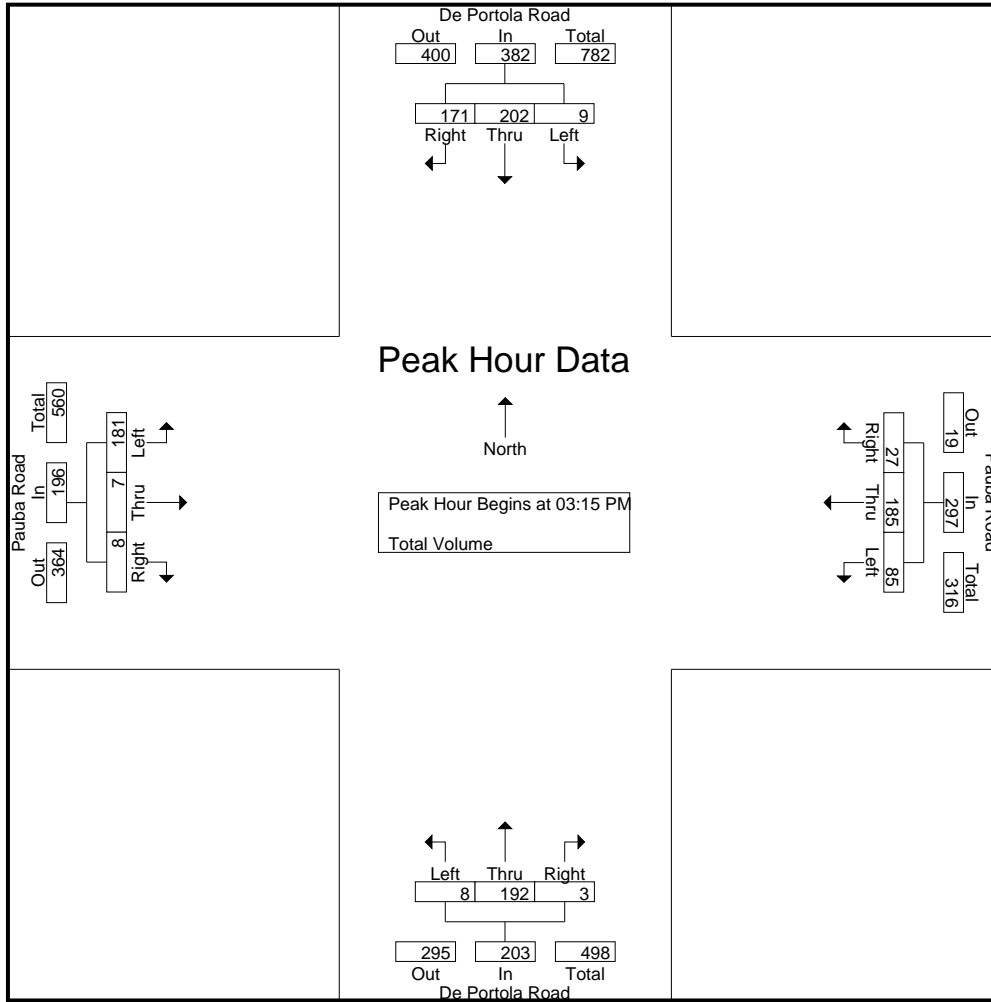 De Portola Road
Out In Total
400 382 782
171 202 9
Right Thru Left
Peak Hour Data
North
Peak Hour Begins at 03:15 PM
Total Volume
Pauba Road
Total In Out
560 196 364
181 7 8
Left Thru Right
Right Thru Left
27 185 85
Out In Total
19 297 316
Pauba Road
Left Thru Right
8 192 3
295 203 498
Out In Total
De Portola Road